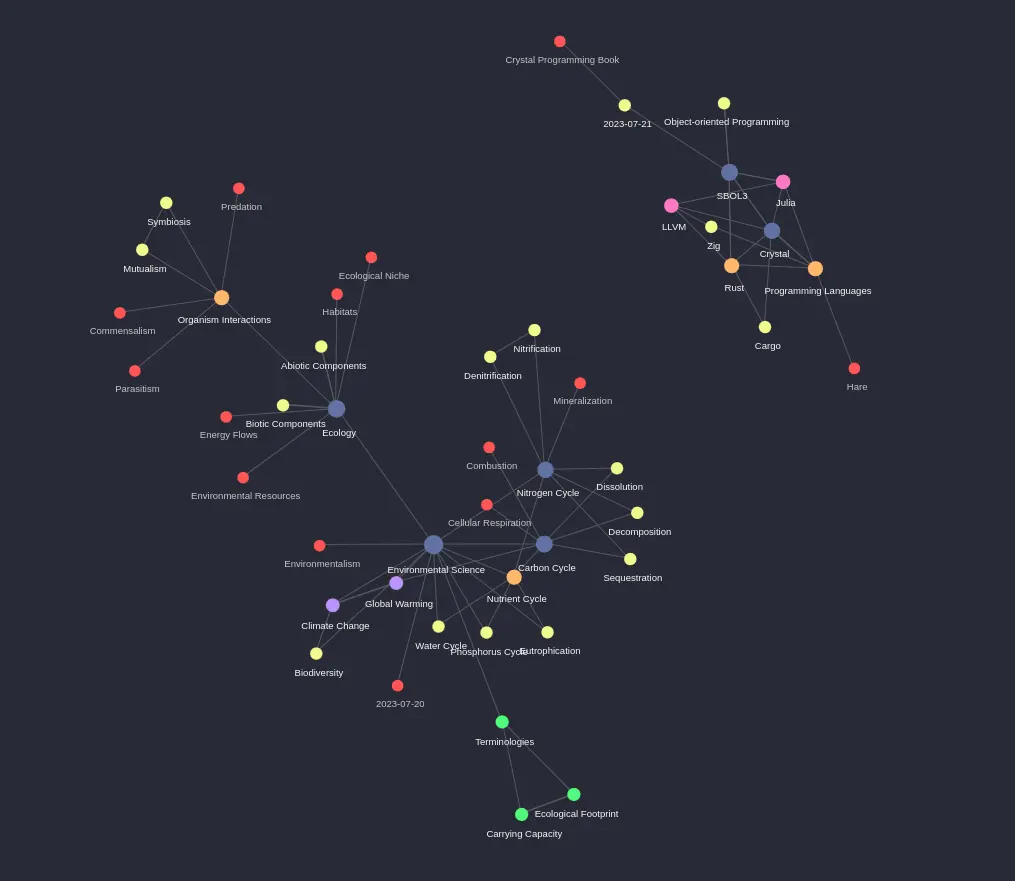 Crystal Programming Book
2023-07-21
Object-oriented Programming
SBOL3
Julia
LLVM
Zig
Crystal
Rust
Programming Languages
Cargo
Hare
Predation
Symbiosis
Mutualism
Organism Interactions
Commensalism
Parasitism
Ecological Niche
Habitats
Abiotic Components
Biotic Components
Energy Flows
Ecology
Environmental Resources
Nitrification
Denitrification
Mineralization
Combustion
Nitrogen Cycle
Dissolution
Cellular Respiration
Decomposition
Environmentalism
Environmental Science
Carbon Cycle
Sequestration
Global Warming
Nutrient Cycle
Climate Change
Water Cycle
Phosphorus Cycle
Eutrophication
Biodiversity
2023-07-20
Terminologies
Ecological Footprint
Carrying Capacity